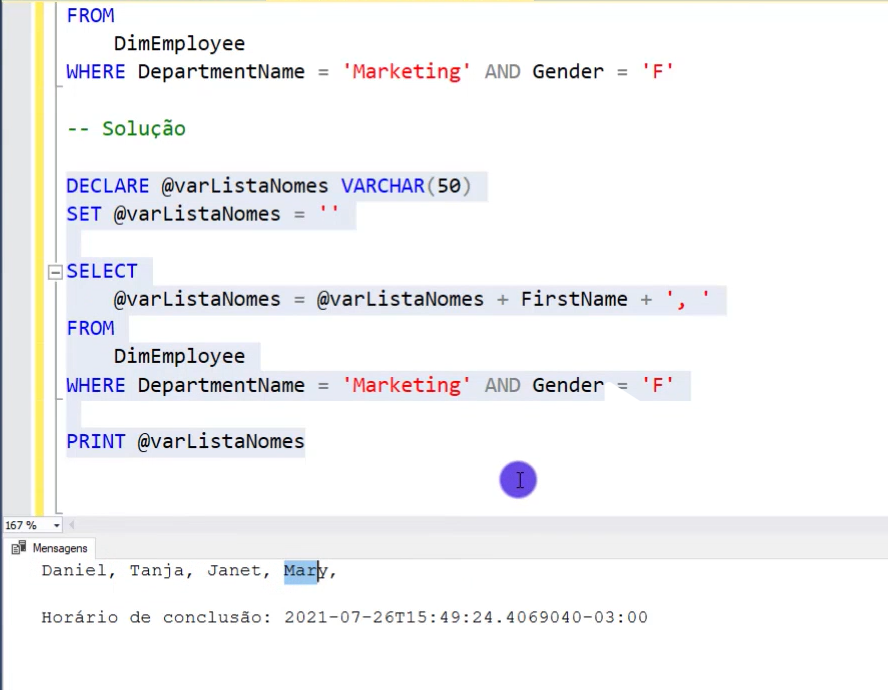 FROM
DimEmployee
WHERE DepartmentName = 'Marketing' AND Gender = 'F'
-- Solução
DECLARE @varListaNomes VARCHAR(50)
SET @varListaNomes = ''
SELECT
@varListaNomes = @varListaNomes + FirstName + ', '
FROM
DimEmployee
WHERE DepartmentName = 'Marketing' AND Gender = 'F'
PRINT @varListaNomes
167 %
Mensagens
Daniel, Tanja, Janet, Mary,
Horário de conclusão: 2021-07-26T15:49:24.4069040-03:00